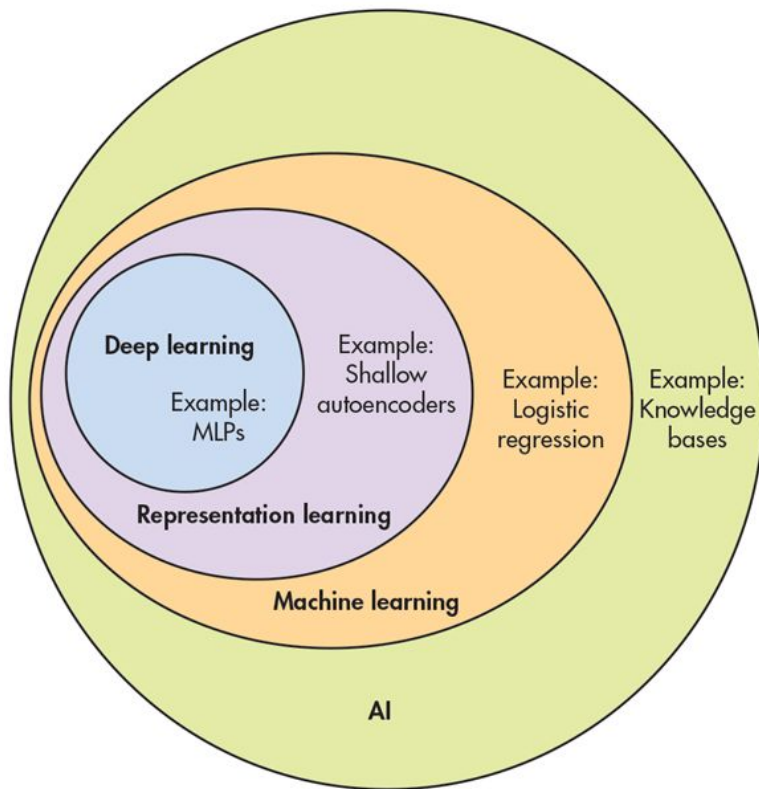 Deep learning
Example:
MLPs
Example:
Shallow
autoencoders
Example:
Logistic
regression
Example:
Knowledge
bases
Representation learning
Machine learning
AI